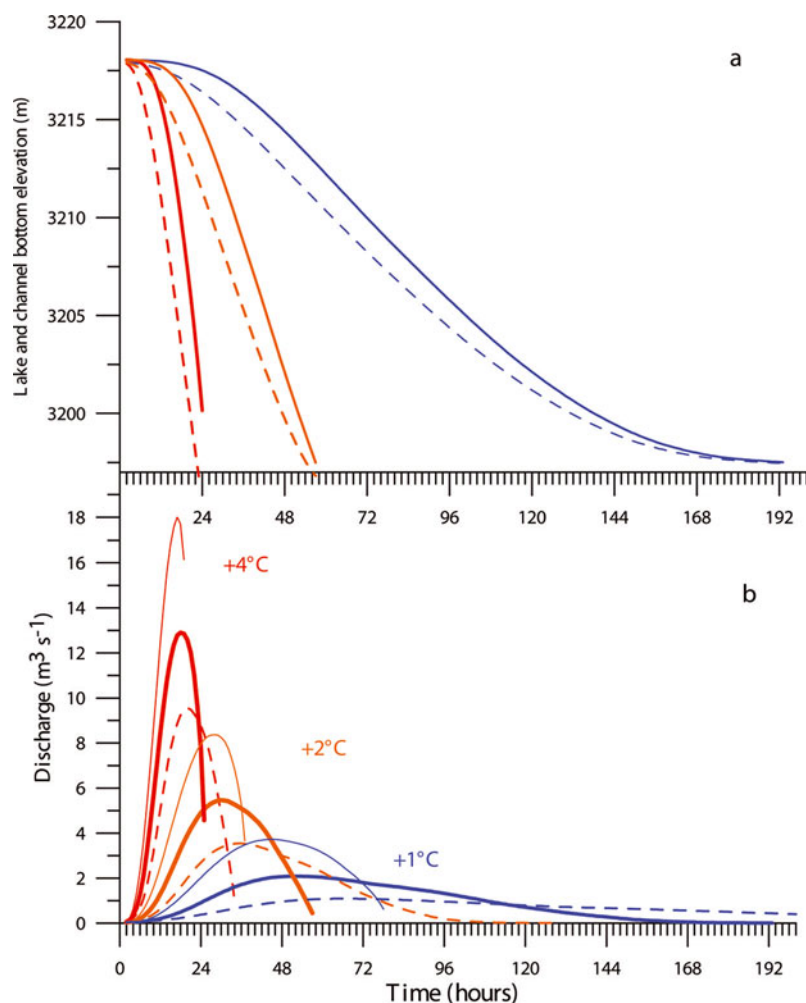 3220
a
3215
3210
3205
3200
Lake and channel bottom elevation (m)
24 48 72 96 120 144 168 192
18
16
14
12
10
8
6
4
2
0
Discharge (m³ s⁻¹)
+4°C
b
+2°C
+1°C
0 24 48 72 96 120 144 168 192
Time (hours)